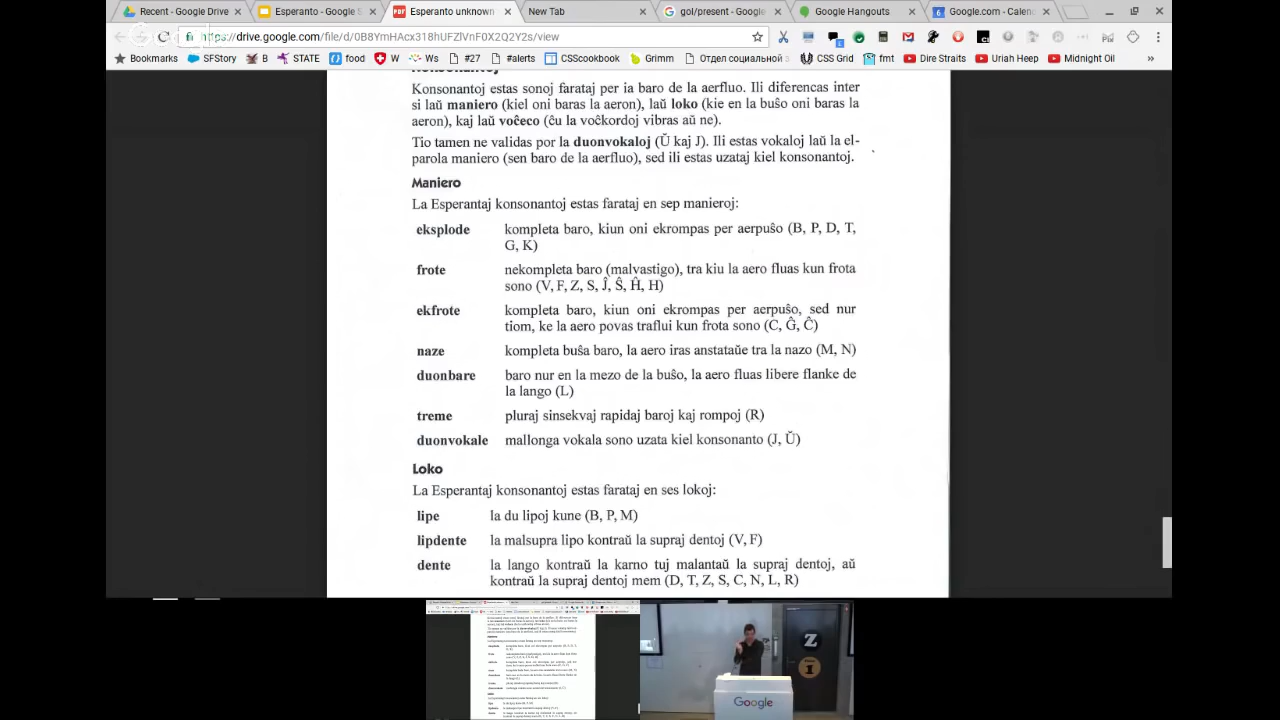 Recent - Google Drive
Esperanto - Google S
PDF Esperanto unknown
New Tab
G got/present - Google
Google Hangouts
6 Google.com - Calend
https://drive.google.com/file/d/0B8YmHAcx318hUFZlVnF0X2Q2Y2s/view
Bookmarks SFStory B STATE food W Ws #27 #alerts CSScookbook Grimm Отдел социальной з CSS Grid fmt Dire Straits Uriah Heep Midnight Oil »
Konsonantoj
Konsonantoj estas sonoj farataj per ia baro de la aerfluo. Ili diferencas inter
si laŭ maniero (kiel oni baras la aeron), laŭ loko (kie en la buŝo oni baras la
aeron), kaj laŭ voĉeco (ĉu la voĉkordoj vibras aŭ ne).
Tio tamen ne validas por la duonvokaloj (Ŭ kaj J). Ili estas vokaloj laŭ la el-
parola maniero (sen baro de la aerfluo), sed ili estas uzataj kiel konsonantoj.
Maniero
La Esperantaj konsonantoj estas farataj en sep manieroj:
eksplode kompleta baro, kiun oni ekrompas per aerpuŝo (B, P, D, T,
G, K)
frote nekompleta baro (malvastigo), tra kiu la aero fluas kun frota
sono (V, F, Z, S, Ĵ, Ŝ, Ĥ, H)
ekfrote kompleta baro, kiun oni ekrompas per aerpuŝo, sed nur
tiom, ke la aero povas traflui kun frota sono (C, Ĝ, Ĉ)
naze kompleta buŝa baro, la aero iras anstataŭe tra la nazo (M, N)
duonbare baro nur en la mezo de la buŝo, la aero fluas libere flanke de
la lango (L)
treme pluraj sinsekvaj rapidaj baroj kaj rompoj (R)
duonvokale mallonga vokala sono uzata kiel konsonanto (J, Ŭ)
Loko
La Esperantaj konsonantoj estas farataj en ses lokoj:
lipe la du lipoj kune (B, P, M)
lipdente la malsupra lipo kontraŭ la supraj dentoj (V, F)
dente la lango kontraŭ la karno tuj malantaŭ la supraj dentoj, aŭ
kontraŭ la supraj dentoj mem (D, T, Z, S, C, N, L, R)
Z
Google